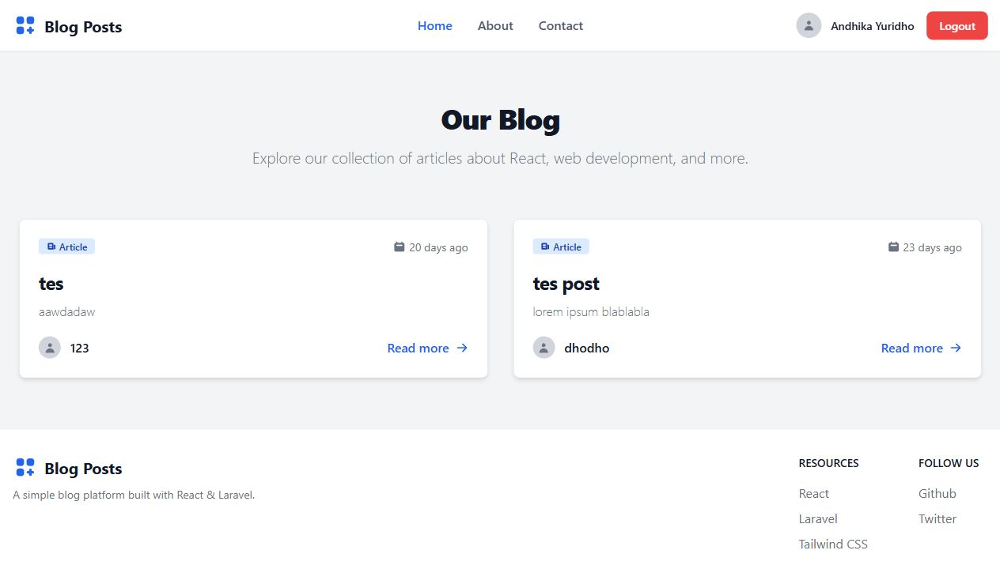 Blog Posts
Home About Contact
Andhika Yuridho Logout
Our Blog
Explore our collection of articles about React, web development, and more.
Article 20 days ago
tes
aawdadaw
123 Read more
Article 23 days ago
tes post
lorem ipsum blablabla
dhodho Read more
Blog Posts
A simple blog platform built with React & Laravel.
RESOURCES
React
Laravel
Tailwind CSS
FOLLOW US
Github
Twitter